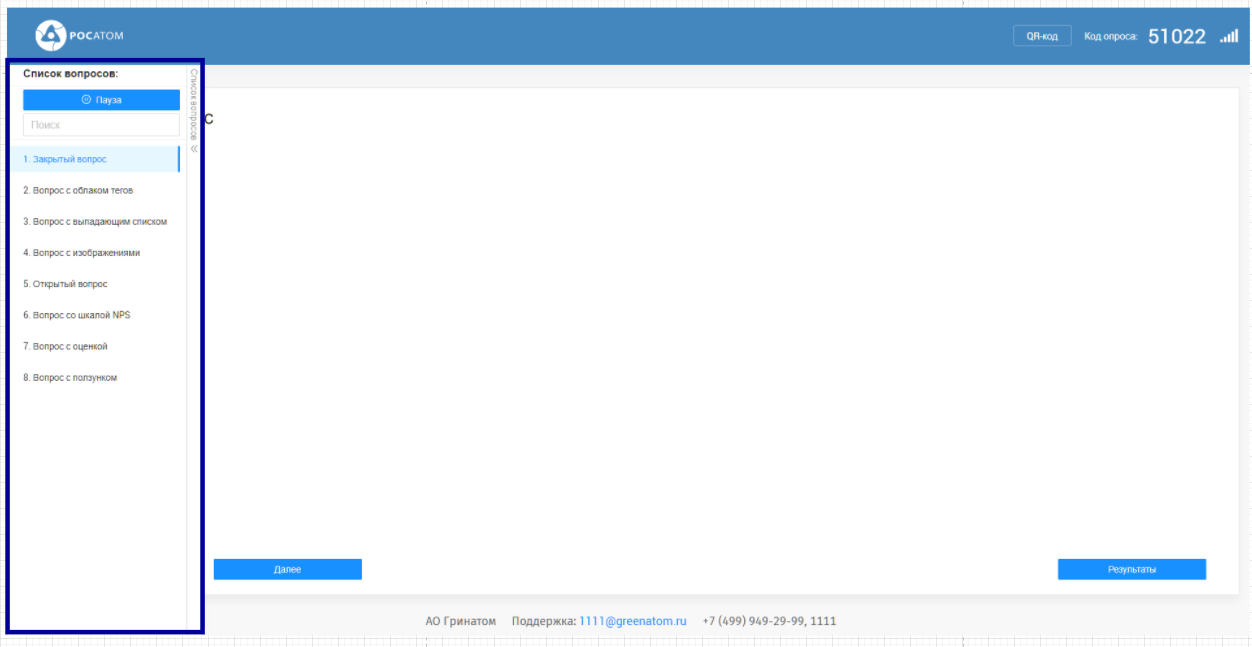 РОСАТОМ
QR-код
Код опроса: 51022
Список вопросов:
Список вопросов
Пауза
Поиск
с
1. Закрытый вопрос
2. Вопрос с облаком тегов
3. Вопрос с выпадающим списком
4. Вопрос с изображениями
5. Открытый вопрос
6. Вопрос со шкалой NPS
7. Вопрос с оценкой
8. Вопрос с ползунком
Далее
Результаты
АО Гринатом Поддержка: 1111@greenatom.ru +7 (499) 949-29-99, 1111